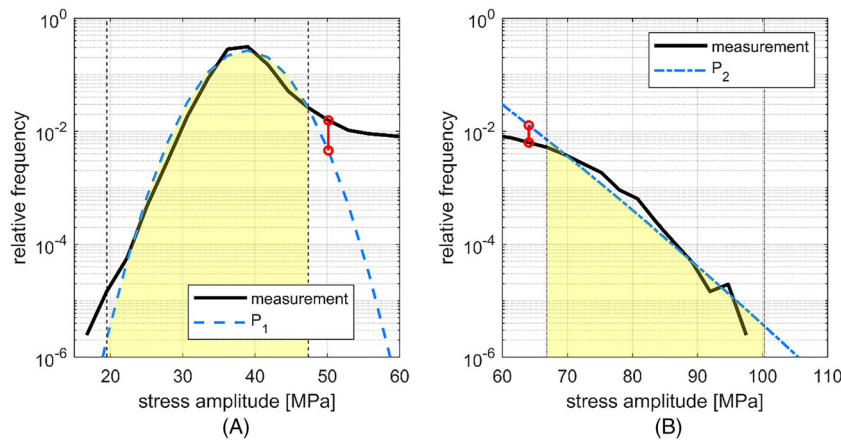 10^0
10^-2
10^-4
10^-6
relative frequency
measurement
P_1
20 30 40 50 60
stress amplitude [MPa]
(A)
10^0
10^-2
10^-4
10^-6
relative frequency
measurement
P_2
60 70 80 90 100 110
stress amplitude [MPa]
(B)